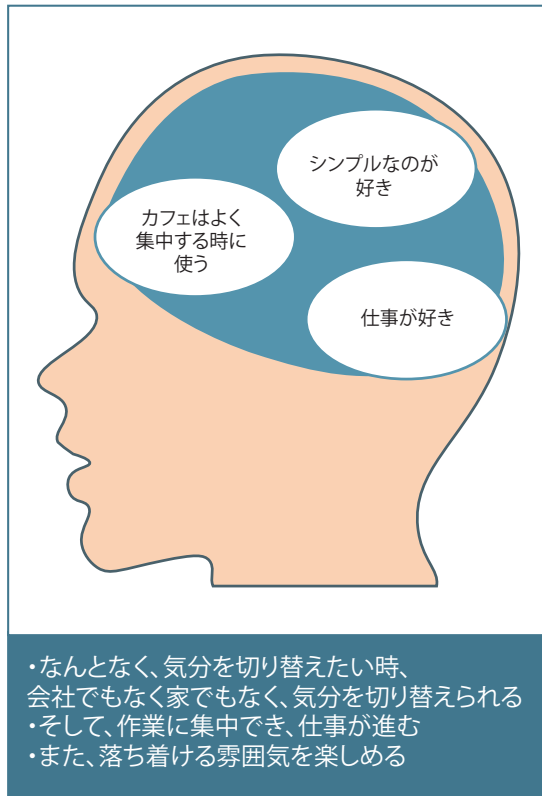 シンプルなのが
好き
カフェはよく
集中する時に
使う
仕事が好き
・なんとなく、気分を切り替えたい時、
会社でもなく家でもなく、気分を切り替えられる
・そして、作業に集中でき、仕事が進む
・また、落ち着ける雰囲気を楽しめる